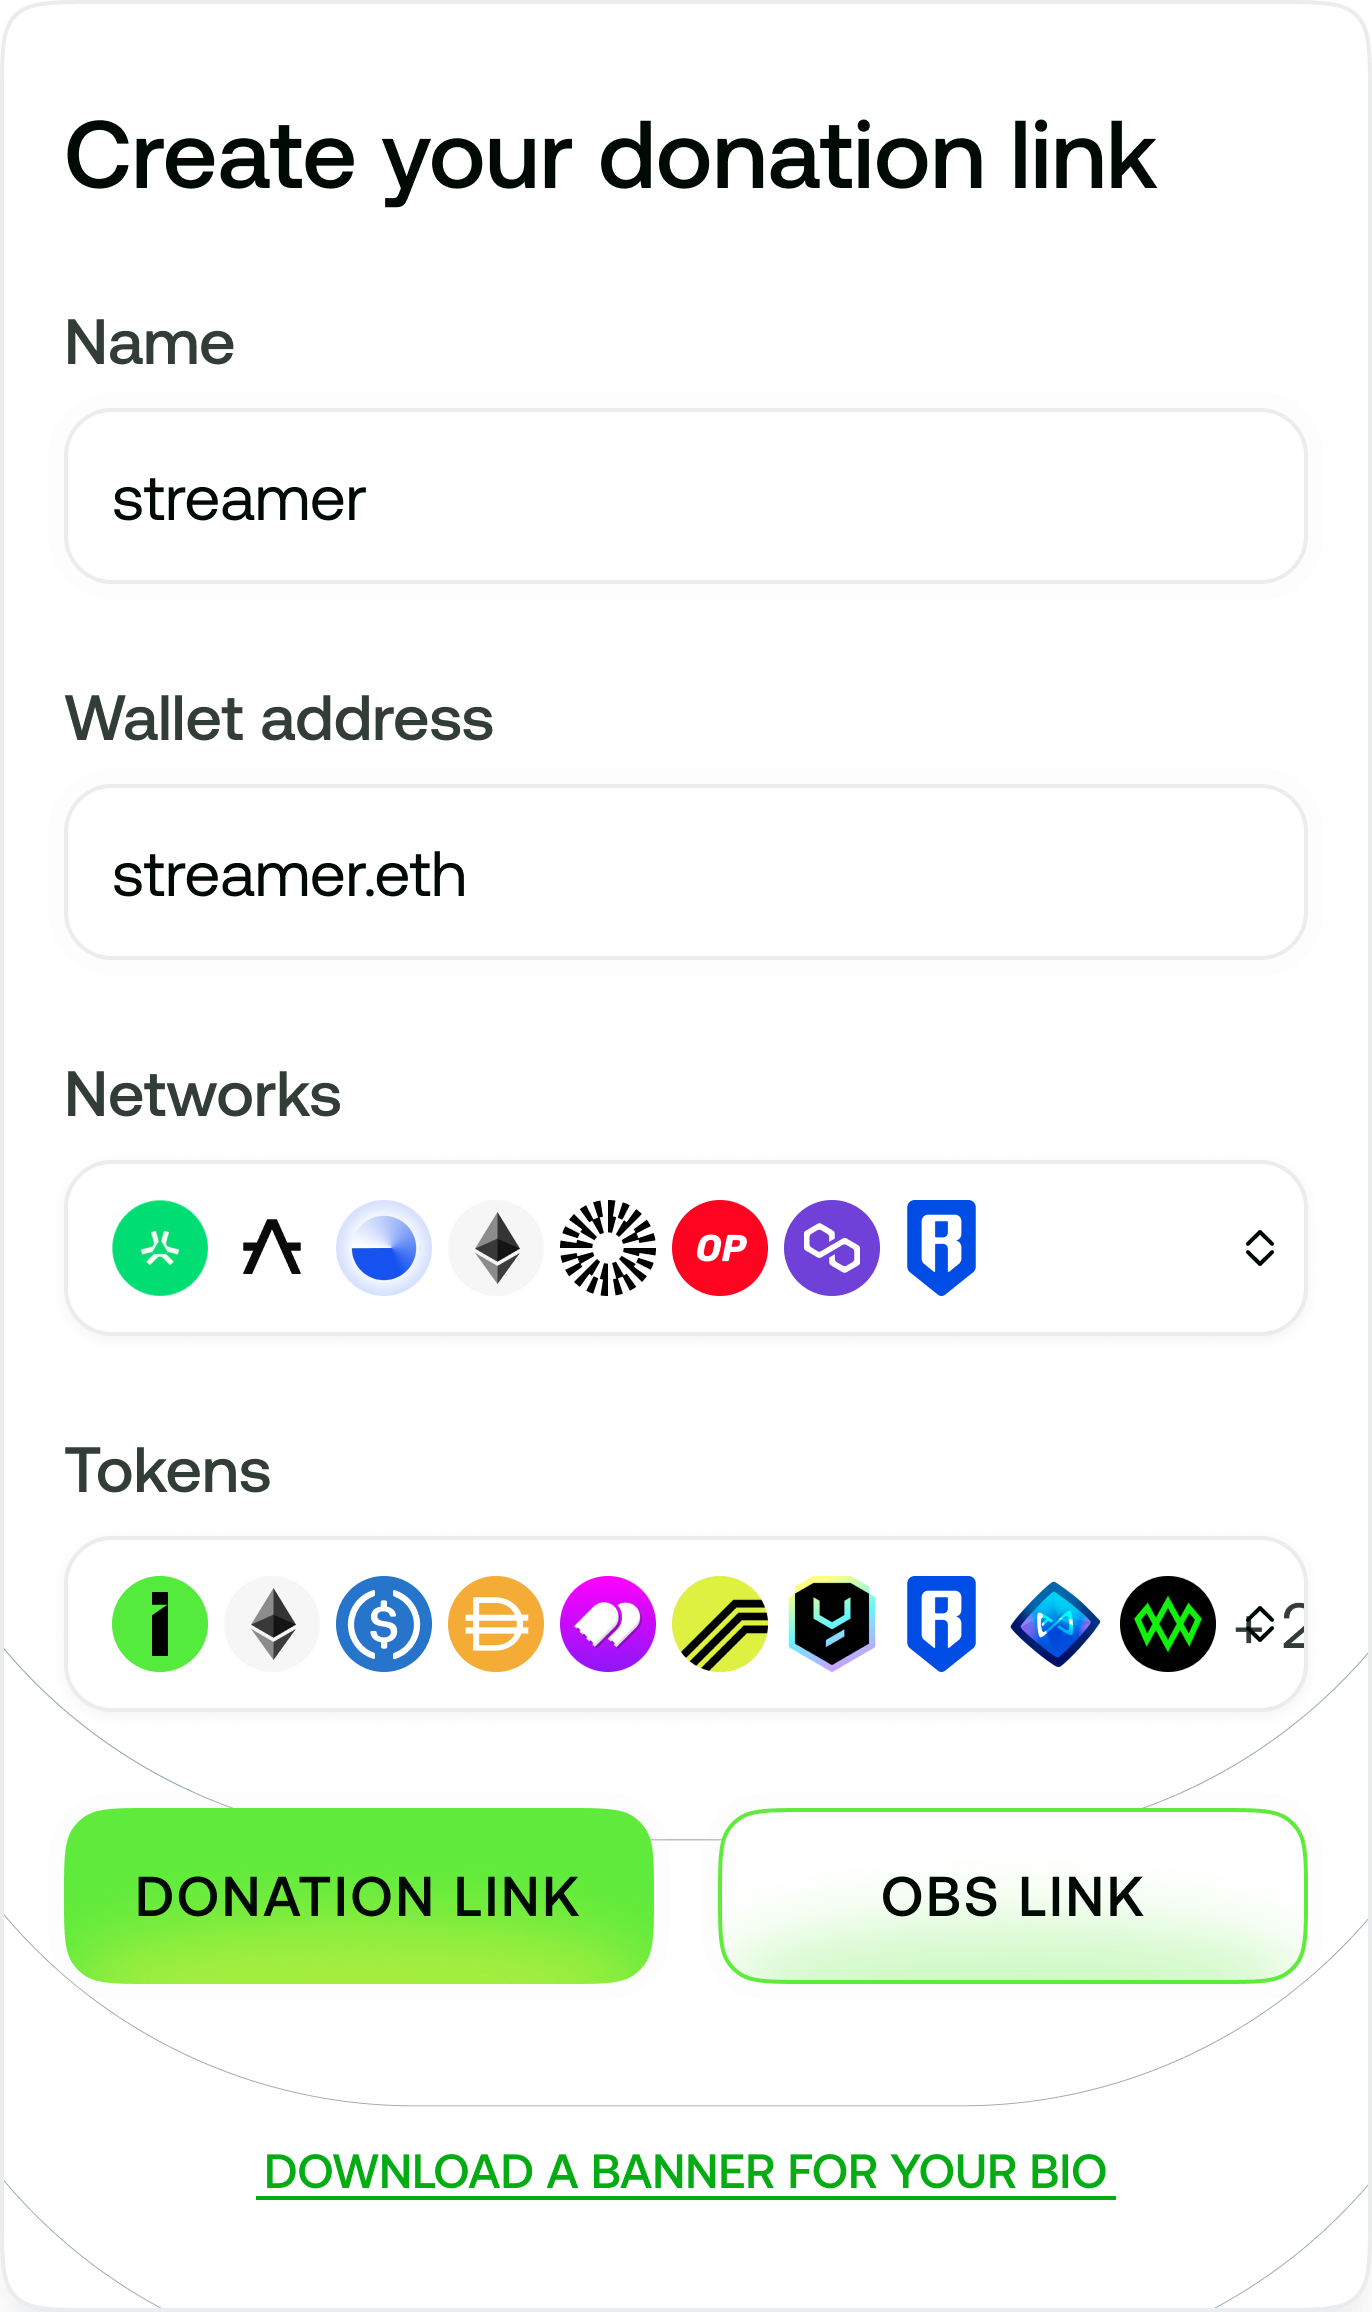 Create your donation link
Name
streamer
Wallet address
streamer.eth
Networks
OP
Tokens
+2
DONATION LINK
OBS LINK
DOWNLOAD A BANNER FOR YOUR BIO